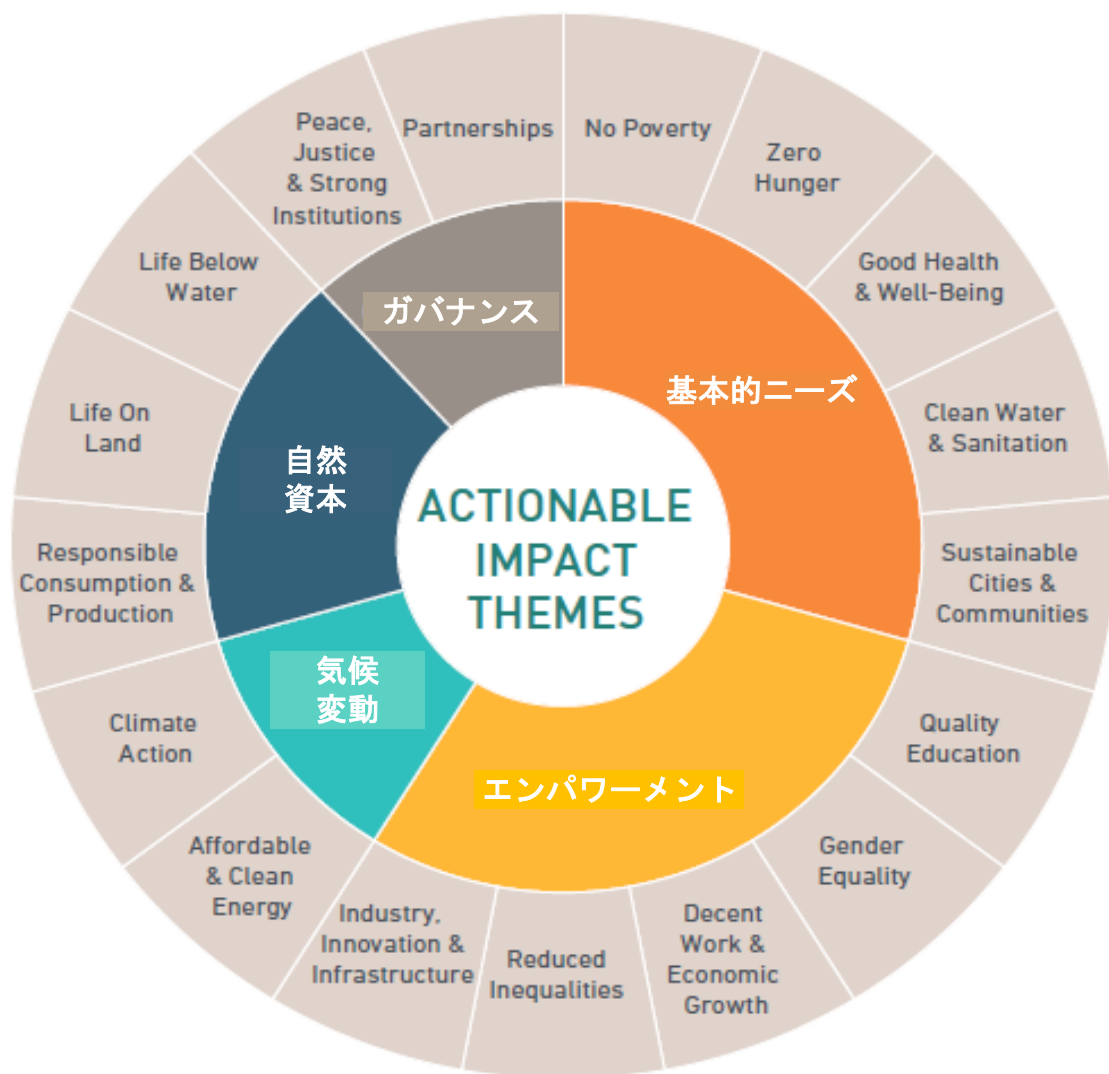 ACTIONABLE
IMPACT
THEMES
基本的ニーズ
エンパワーメント
気候
変動
自然
資本
ガバナンス
No Poverty
Zero
Hunger
Good Health
& Well-Being
Clean Water
& Sanitation
Sustainable
Cities &
Communities
Quality
Education
Gender
Equality
Decent
Work &
Economic
Growth
Reduced
Inequalities
Industry,
Innovation &
Infrastructure
Affordable
& Clean
Energy
Climate
Action
Responsible
Consumption &
Production
Life On
Land
Life Below
Water
Peace,
Justice
& Strong
Institutions
Partnerships